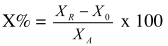 X% = (X_R − X_0) / X_A x 100